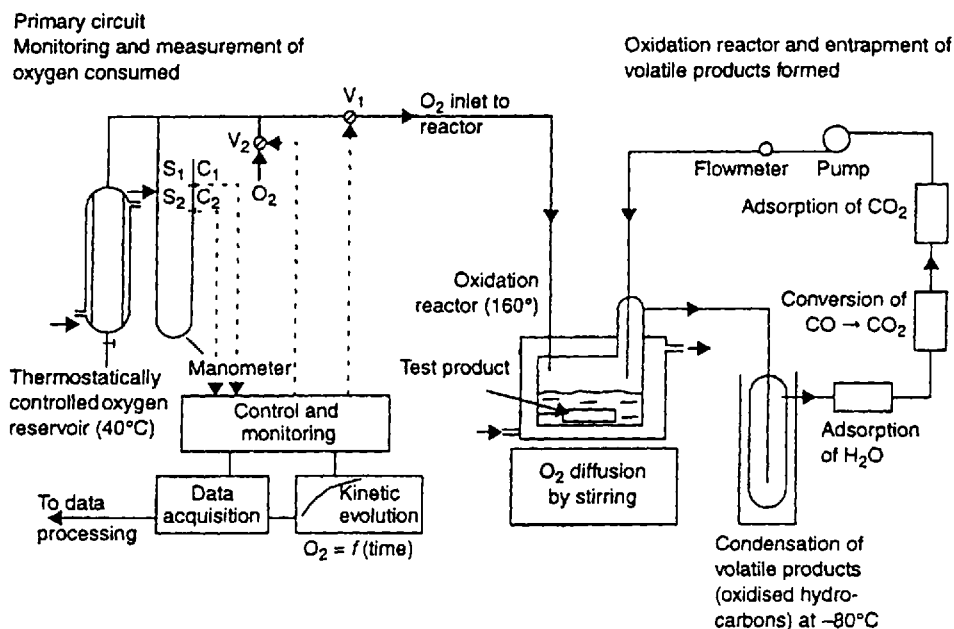 Primary circuit
Monitoring and measurement of
oxygen consumed
Oxidation reactor and entrapment of
volatile products formed
V1
O2 inlet to
reactor
V2
O2
S1 C1
S2 C2
Flowmeter
Pump
Adsorption of CO2
Oxidation
reactor (160°)
Conversion of
CO → CO2
Test product
Manometer
Thermostatically
controlled oxygen
reservoir (40°C)
Control and
monitoring
Adsorption
of H2O
O2 diffusion
by stirring
To data
processing
Data
acquisition
Kinetic
evolution
O2 = f (time)
Condensation of
volatile products
(oxidised hydro-
carbons) at –80°C